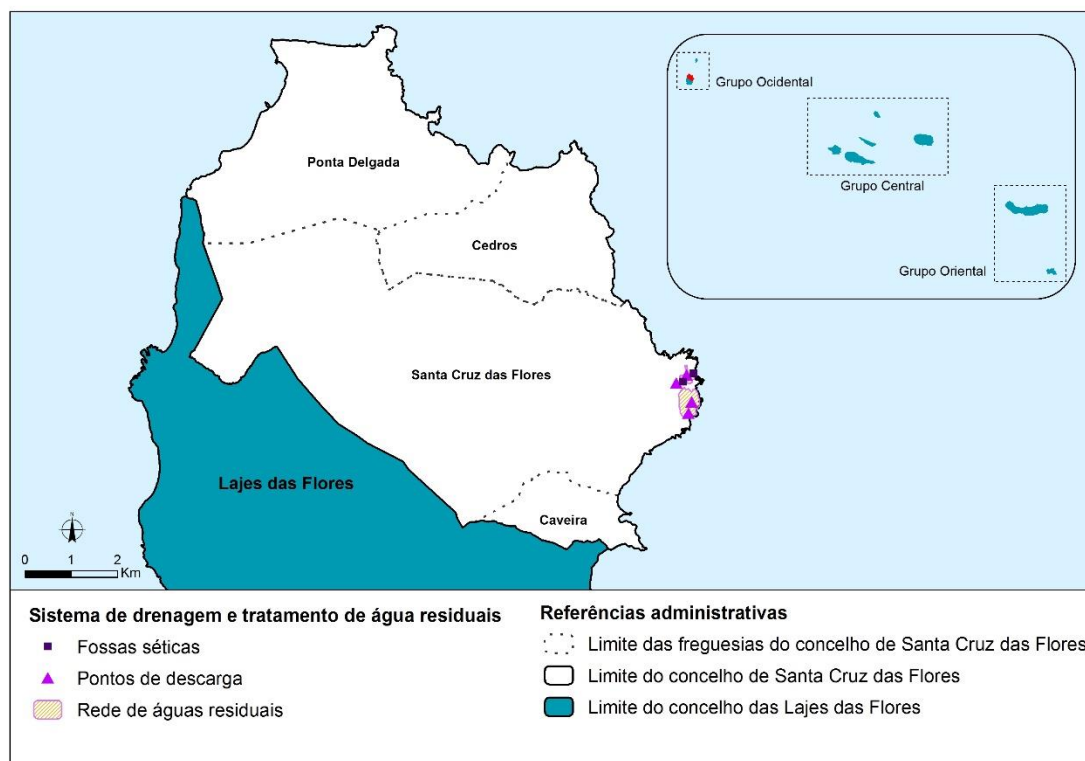 Grupo Ocidental
Grupo Central
Grupo Oriental
Ponta Delgada
Cedros
Santa Cruz das Flores
Lajes das Flores
Caveira
0 1 2
Km
Sistema de drenagem e tratamento de água residuais
Fossas séticas
Pontos de descarga
Rede de águas residuais
Referências administrativas
Limite das freguesias do concelho de Santa Cruz das Flores
Limite do concelho de Santa Cruz das Flores
Limite do concelho das Lajes das Flores